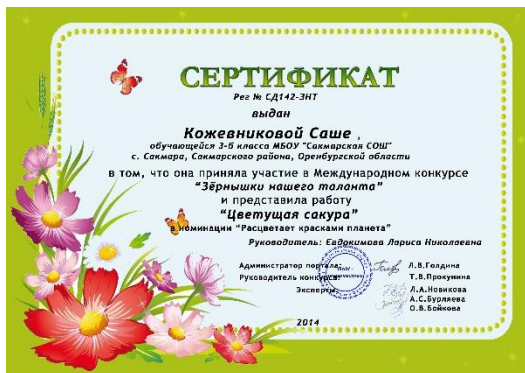 СЕРТИФИКАТ
Рег № СД142-ЗНТ
выдан
Кожевниковой Саше ,
обучающейся 3-б класса МБОУ "Сакмарская СОШ"
с. Сакмара, Сакмарского района, Оренбургской области
в том, что она приняла участие в Международном конкурсе
"Зёрнышки нашего таланта"
и представила работу
"Цветущая сакура"
в номинации "Расцветает красками планета"
Руководитель: Евдокимова Лариса Николаевна
Администратор портала: Л.В.Голдина
Руководитель конкурса: Т.В.Прокунина
Эксперты: Л.А.Новикова
А.С.Бурляева
О.В.Бойкова
2014